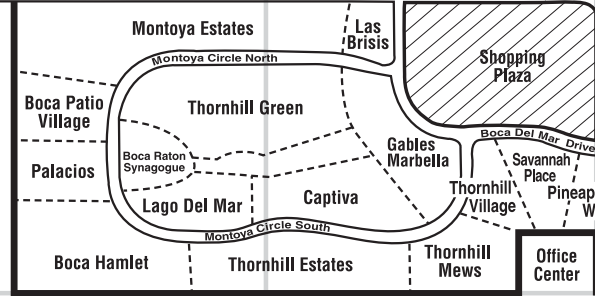 Montoya Estates
Las
Brisis
Montoya Circle North
Shopping
Plaza
Boca Patio
Village
Thornhill Green
Boca Del Mar Drive
Gables
Marbella
Boca Raton
Synagogue
Savannah
Place
Palacios
Thornhill
Village
Pineap
W
Captiva
Lago Del Mar
Montoya Circle South
Boca Hamlet
Thornhill Estates
Thornhill
Mews
Office
Center